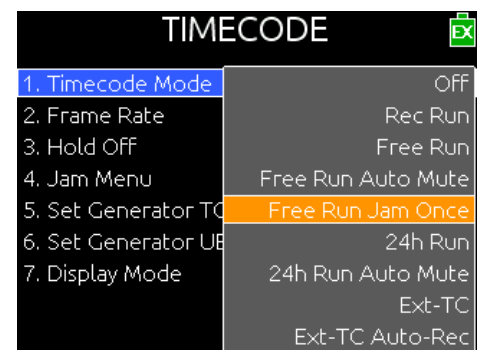 TIMECODE
EX
1. Timecode Mode
2. Frame Rate
3. Hold Off
4. Jam Menu
5. Set Generator TC
6. Set Generator UB
7. Display Mode
Off
Rec Run
Free Run
Free Run Auto Mute
Free Run Jam Once
24h Run
24h Run Auto Mute
Ext-TC
Ext-TC Auto-Rec